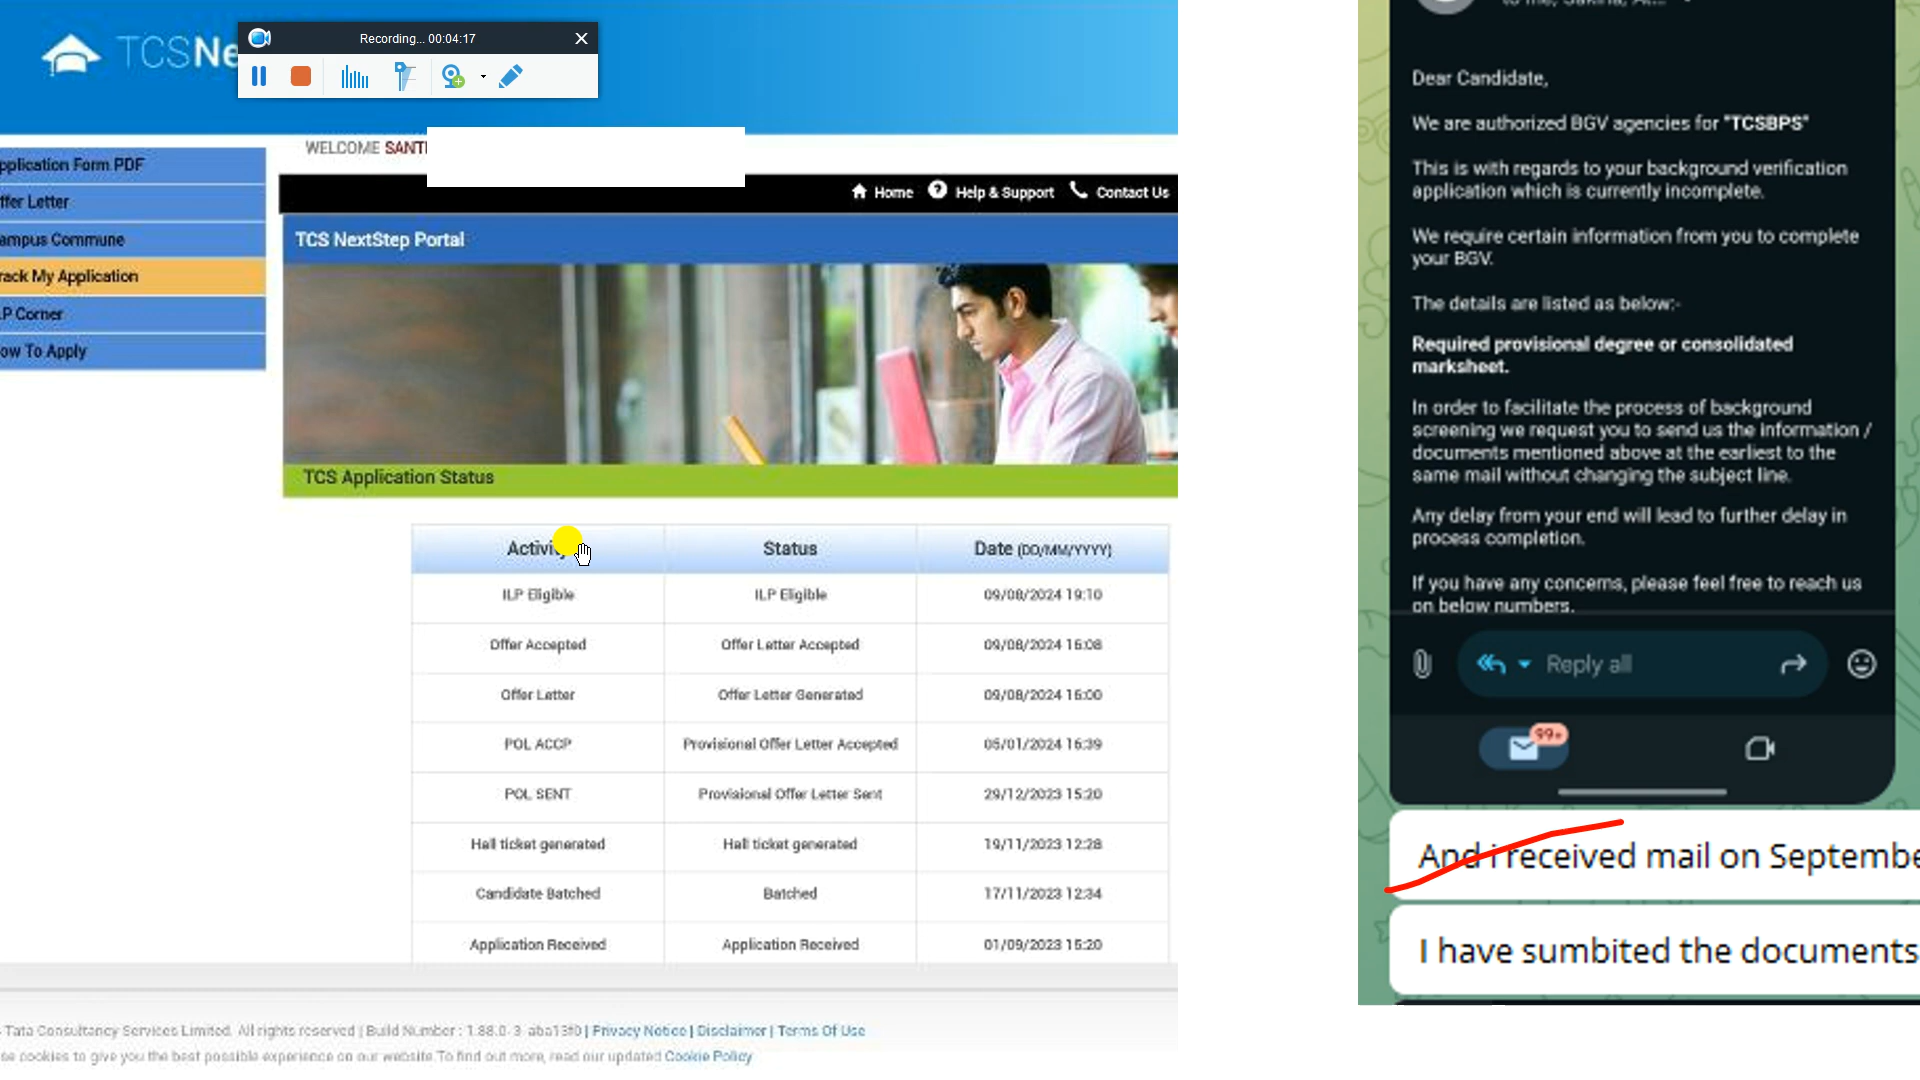 TCSNe
Recording... 00:04:17
WELCOME SANTI
Home Help & Support Contact Us
pplication Form PDF
ffer Letter
ampus Commune
rack My Application
P Corner
ow To Apply
TCS NextStep Portal
TCS Application Status
Activi Status Date (DD/MM/YYYY)
ILP Eligible ILP Eligible 09/08/2024 19:10
Offer Accepted Offer Letter Accepted 09/08/2024 16:08
Offer Letter Offer Letter Generated 09/08/2024 16:00
POL ACCP Provisional Offer Letter Accepted 05/01/2024 16:39
POL SENT Provisional Offer Letter Sent 29/12/2023 15:20
Hall ticket generated Hall ticket generated 19/11/2023 12:28
Candidate Batched Batched 17/11/2023 12:34
Application Received Application Received 01/09/2023 15:20
Tata Consultancy Services Limited. All rights reserved | Build Number : 1.88.0-3-aba13f0 | Privacy Notice | Disclaimer | Terms Of Use
se cookies to give you the best possible experience on our website.To find out more, read our updated Cookie Policy
Dear Candidate,
We are authorized BGV agencies for "TCSBPS"
This is with regards to your background verification
application which is currently incomplete.
We require certain information from you to complete
your BGV.
The details are listed as below:-
Required provisional degree or consolidated
marksheet.
In order to facilitate the process of background
screening we request you to send us the information /
documents mentioned above at the earliest to the
same mail without changing the subject line.
Any delay from your end will lead to further delay in
process completion.
If you have any concerns, please feel free to reach us
on below numbers.
Reply all
99+
And i received mail on Septembe
I have sumbited the documents